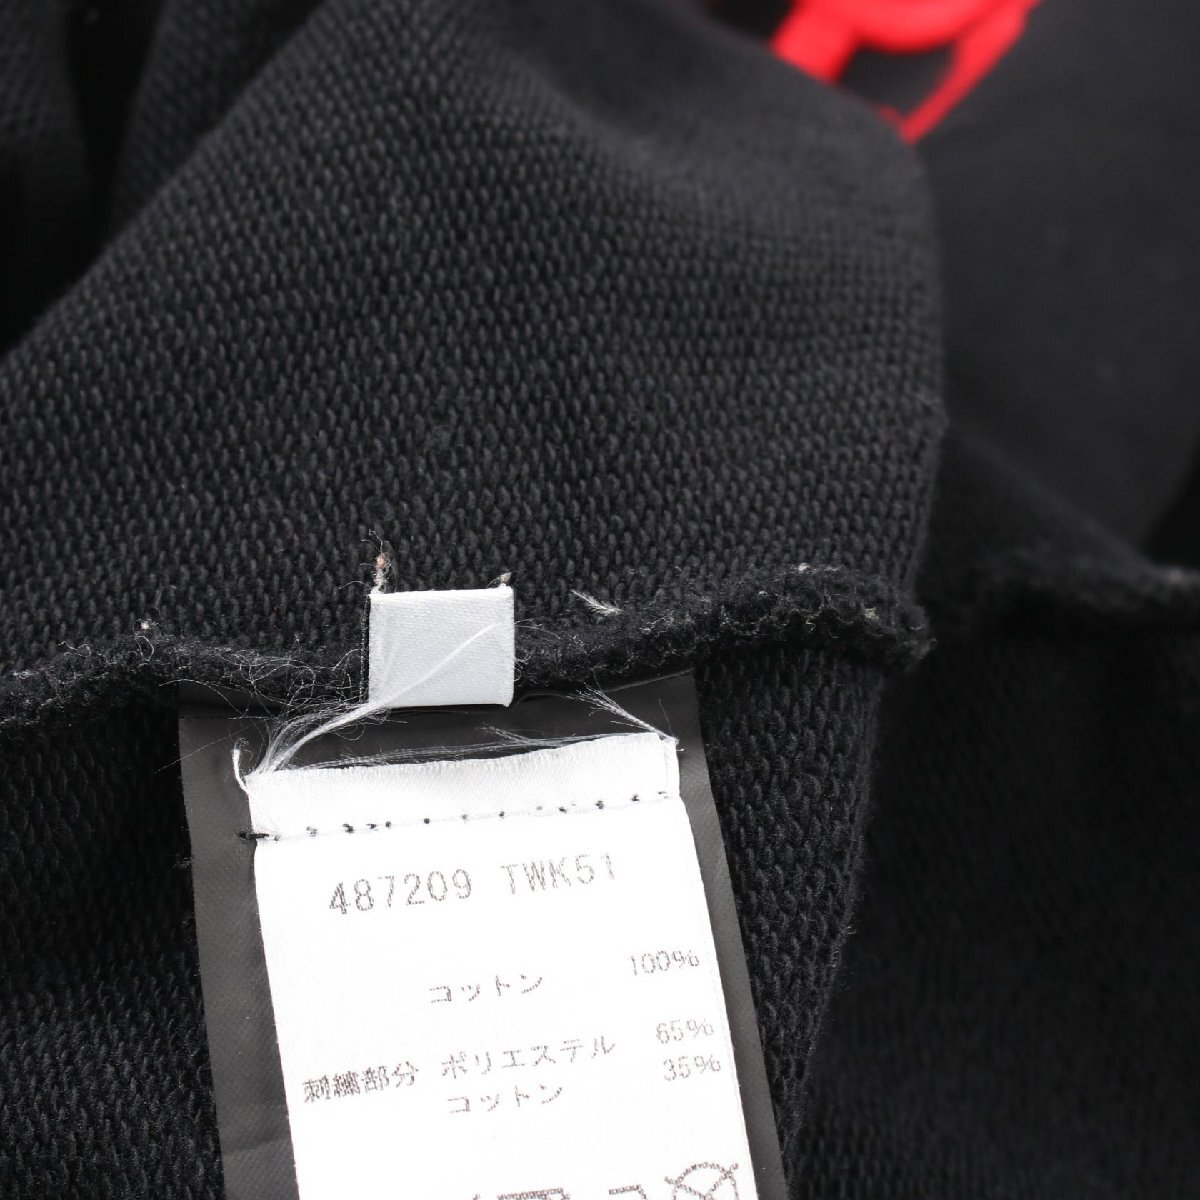 487209 TWK51
コットン 100%
刺繍部分 ポリエステル 65%
コットン 35%